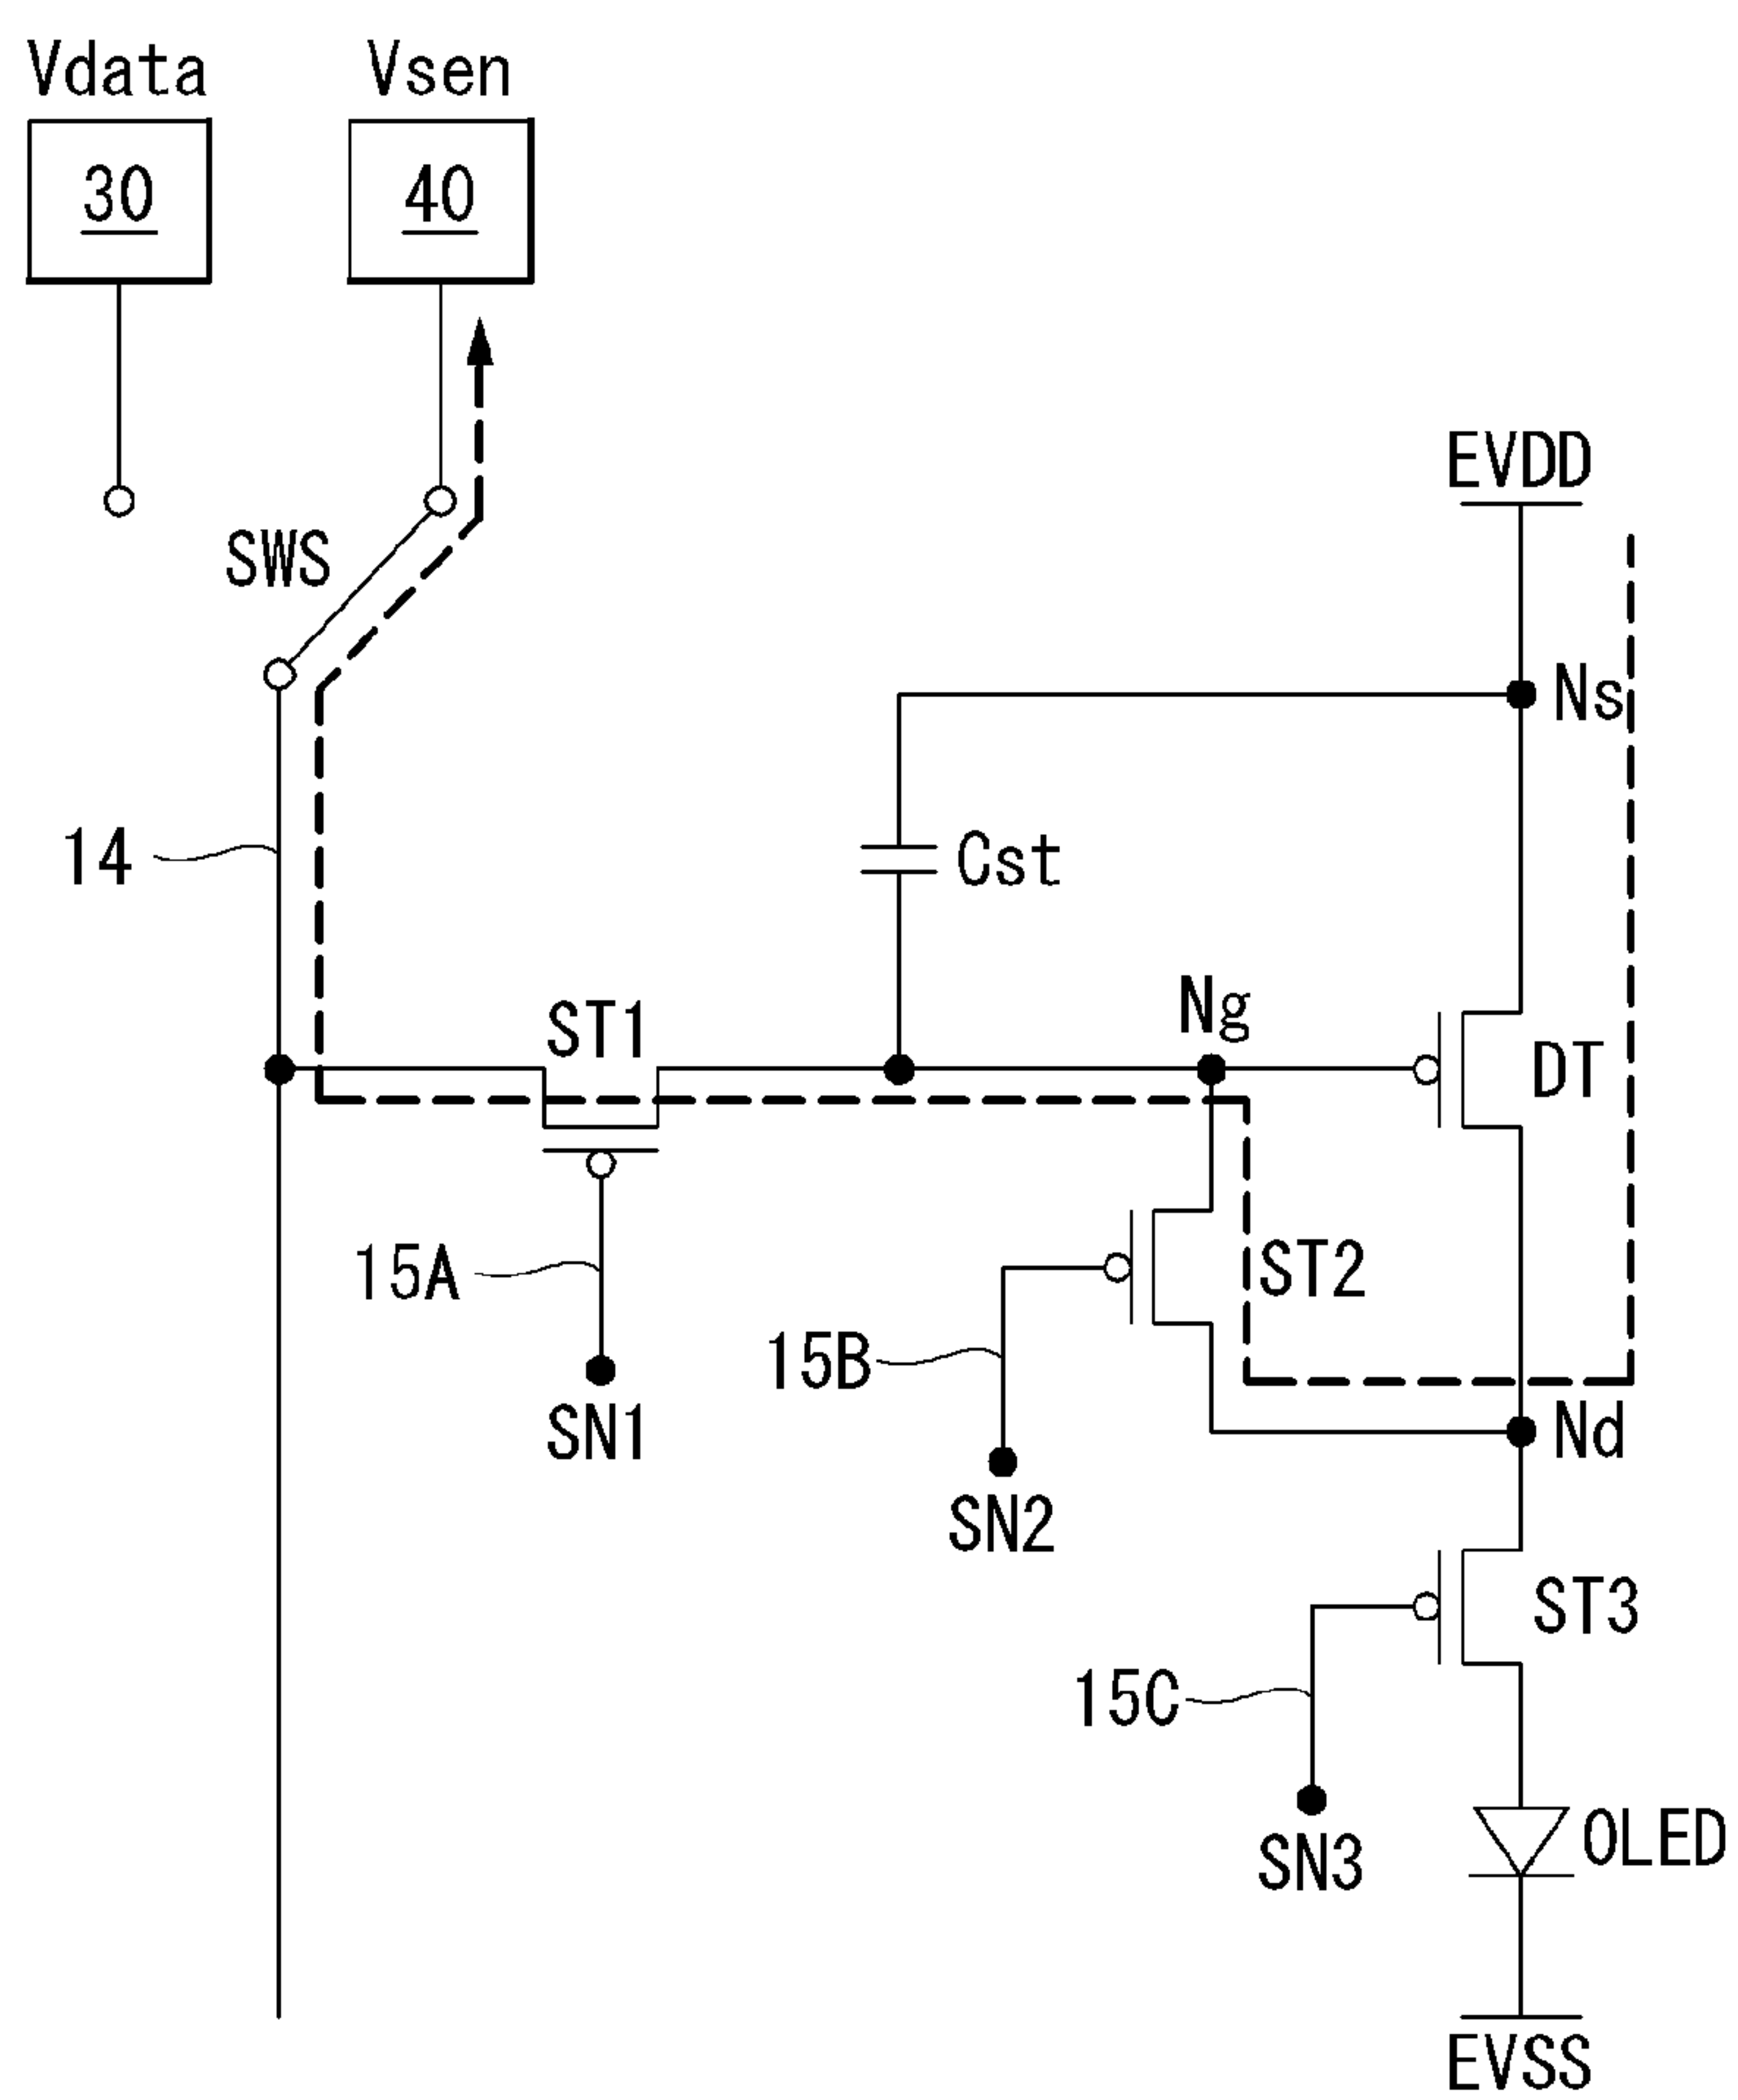 Vdata
Vsen
30
40
EVDD
SWS
Ns
14
Cst
Ng
ST1
DT
15A
ST2
15B
SN1
Nd
SN2
ST3
15C
SN3
OLED
EVSS